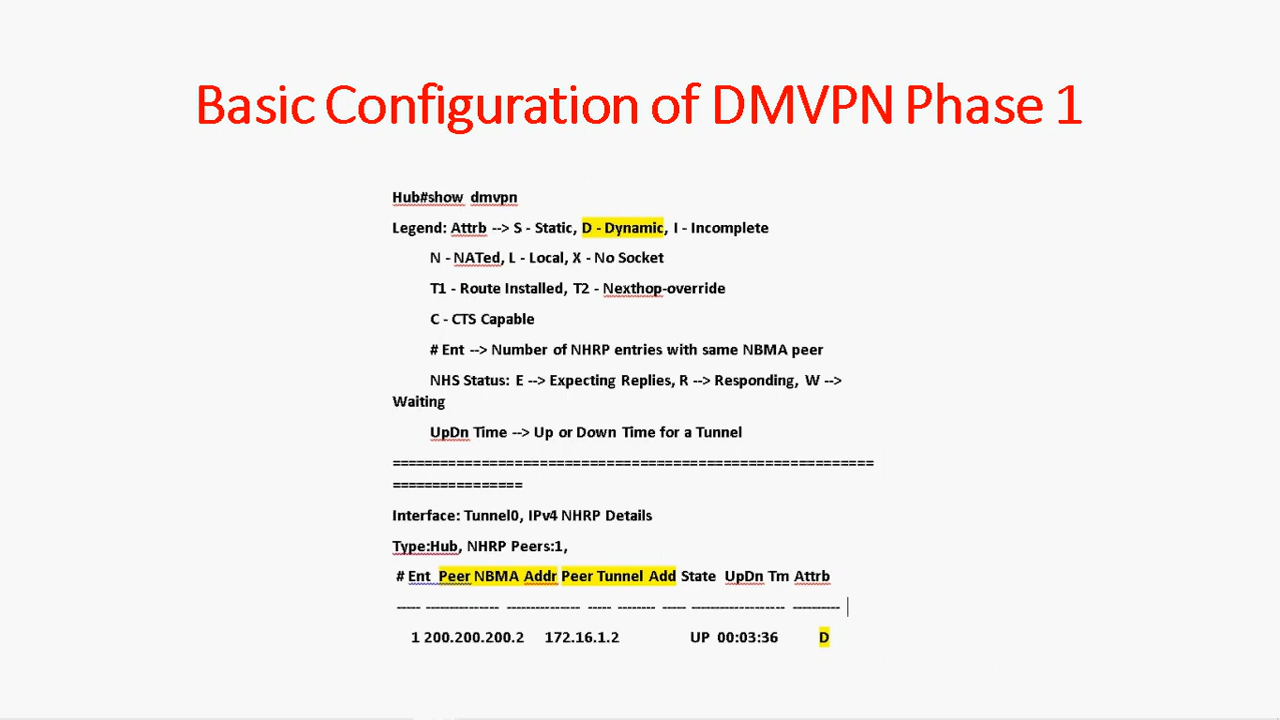 Basic Configuration of DMVPN Phase 1
Hub#show dmvpn
Legend: Attrb --> S - Static, D - Dynamic, I - Incomplete
N - NATed, L - Local, X - No Socket
T1 - Route Installed, T2 - Nexthop-override
C - CTS Capable
# Ent --> Number of NHRP entries with same NBMA peer
NHS Status: E --> Expecting Replies, R --> Responding, W -->
Waiting
UpDn Time --> Up or Down Time for a Tunnel
==========================================================
================
Interface: Tunnel0, IPv4 NHRP Details
Type:Hub, NHRP Peers:1,
# Ent Peer NBMA Addr Peer Tunnel Add State UpDn Tm Attrb
----- --------------- --------------- ----- -------- ----- ------------------- ----------
1 200.200.200.2 172.16.1.2 UP 00:03:36 D